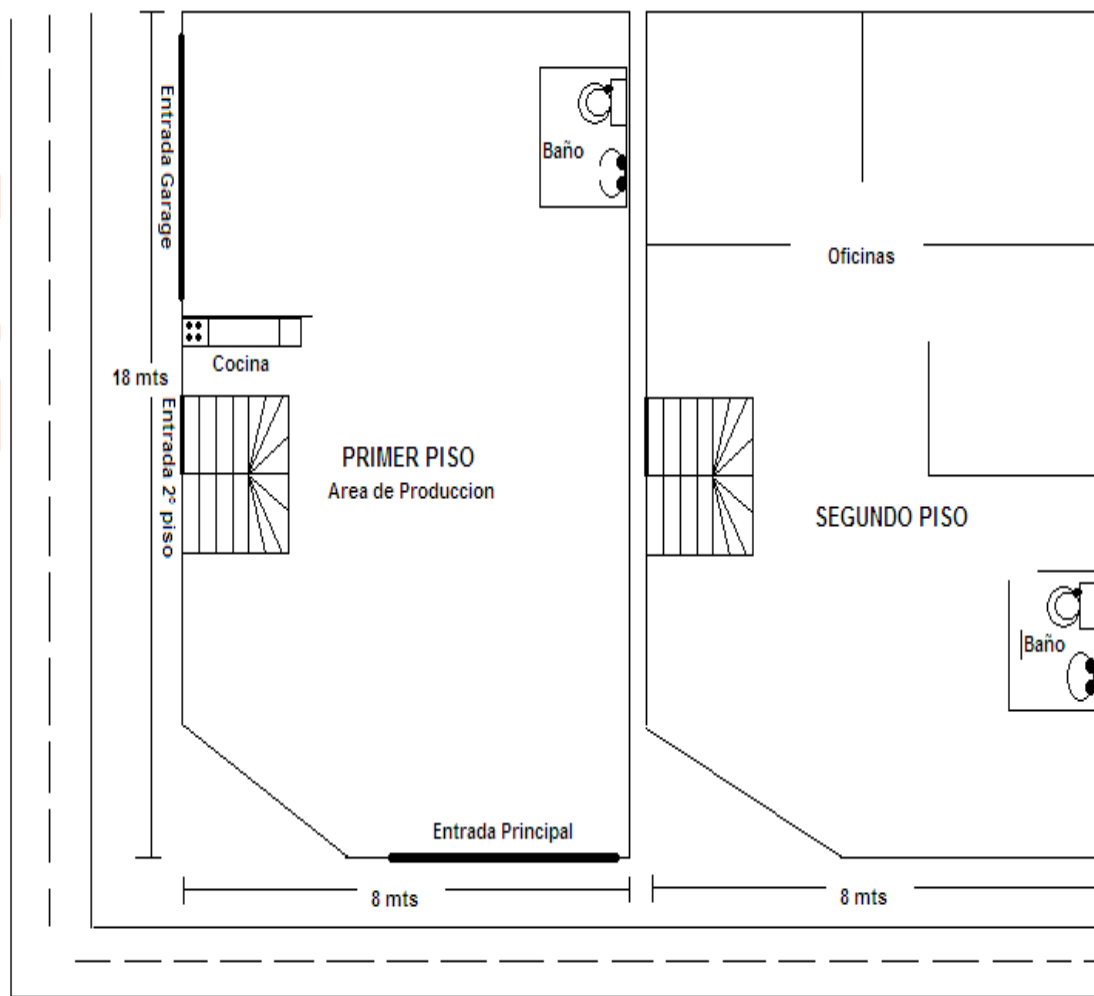 Entrada Garage
Baño
Oficinas
Cocina
18 mts
Entrada 2º piso
PRIMER PISO
Area de Produccion
SEGUNDO PISO
Baño
Entrada Principal
8 mts
8 mts